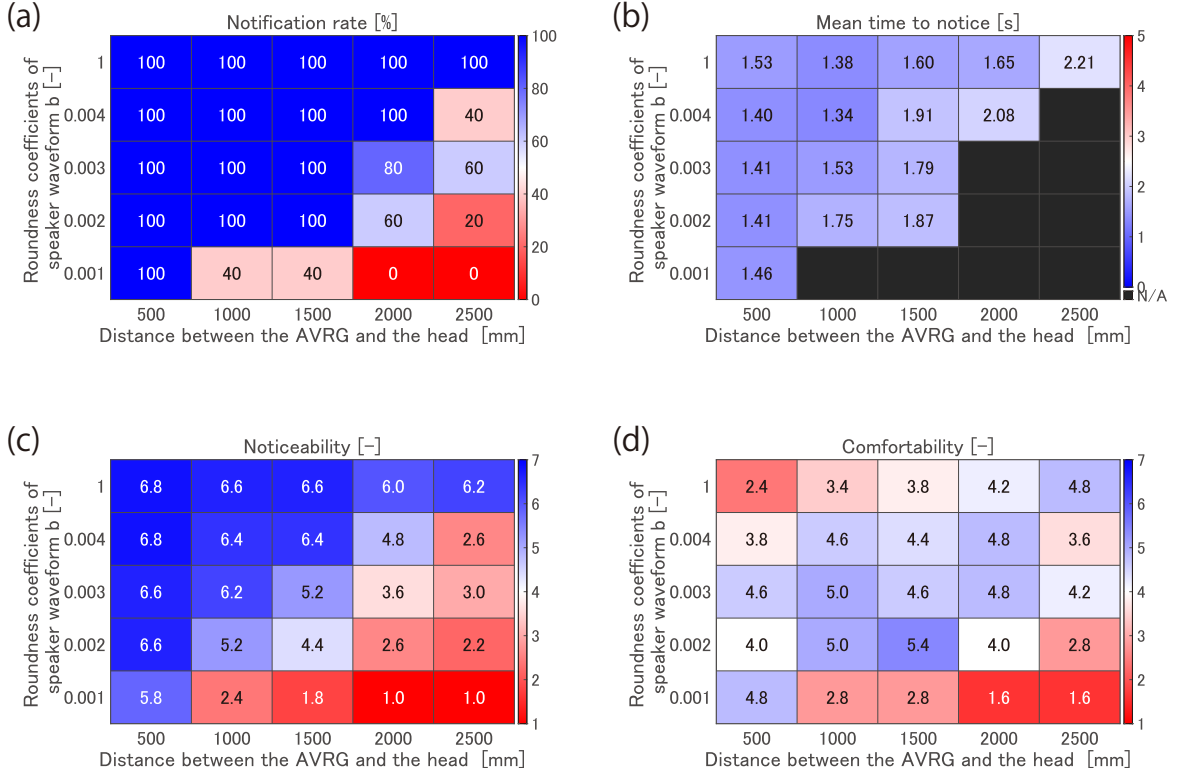 (a)
Notification rate [%]
Roundness coefficients of
speaker waveform b [-]
1 100 100 100 100 100
0.004 100 100 100 100 40
0.003 100 100 100 80 60
0.002 100 100 100 60 20
0.001 100 40 40 0 0
500 1000 1500 2000 2500
Distance between the AVRG and the head [mm]
100
80
60
40
20
0
(b)
Mean time to notice [s]
Roundness coefficients of
speaker waveform b [-]
1 1.53 1.38 1.60 1.65 2.21
0.004 1.40 1.34 1.91 2.08
0.003 1.41 1.53 1.79
0.002 1.41 1.75 1.87
0.001 1.46
500 1000 1500 2000 2500
Distance between the AVRG and the head [mm]
5
4
3
2
1
0
N/A
(c)
Noticeability [-]
Roundness coefficients of
speaker waveform b [-]
1 6.8 6.6 6.6 6.0 6.2
0.004 6.8 6.4 6.4 4.8 2.6
0.003 6.6 6.2 5.2 3.6 3.0
0.002 6.6 5.2 4.4 2.6 2.2
0.001 5.8 2.4 1.8 1.0 1.0
500 1000 1500 2000 2500
Distance between the AVRG and the head [mm]
7
6
5
4
3
2
1
(d)
Comfortability [-]
Roundness coefficients of
speaker waveform b [-]
1 2.4 3.4 3.8 4.2 4.8
0.004 3.8 4.6 4.4 4.8 3.6
0.003 4.6 5.0 4.6 4.8 4.2
0.002 4.0 5.0 5.4 4.0 2.8
0.001 4.8 2.8 2.8 1.6 1.6
500 1000 1500 2000 2500
Distance between the AVRG and the head [mm]
7
6
5
4
3
2
1